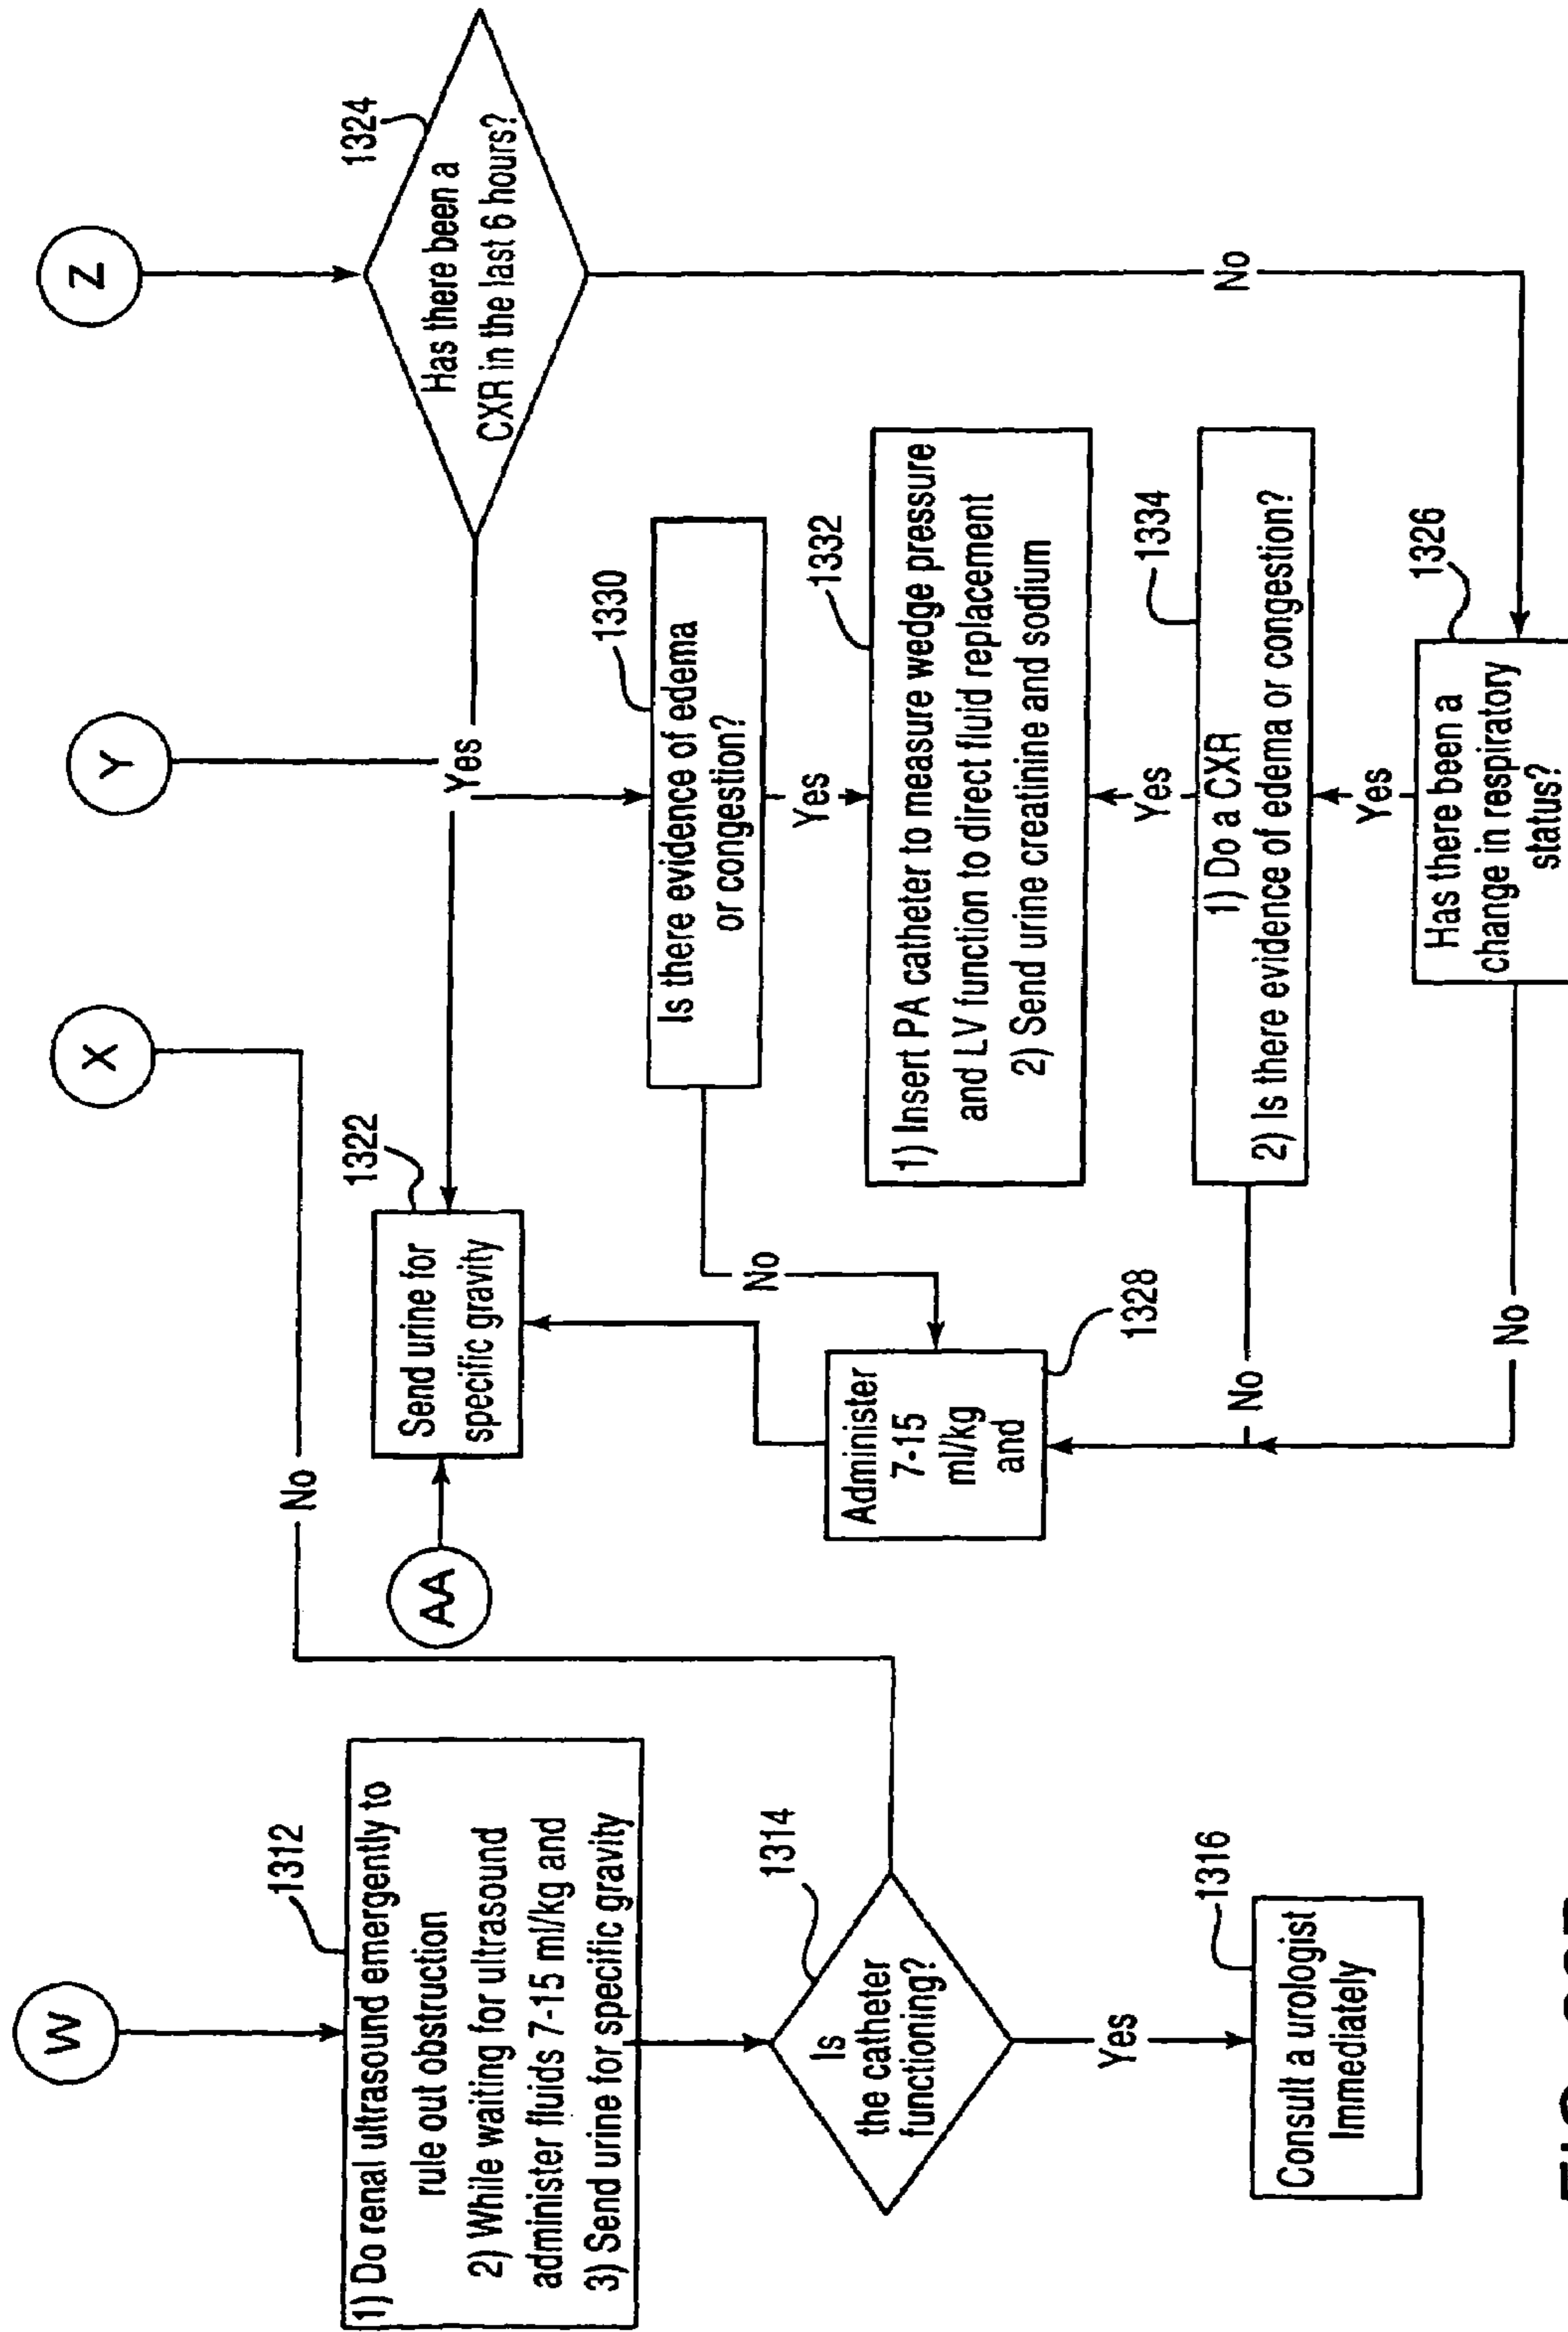 W
1312
1) Do renal ultrasound emergently to
rule out obstruction
2) While waiting for ultrasound
administer fluids 7-15 ml/kg and
3) Send urine for specific gravity
1314
Is
the catheter
functioning?
Yes
1316
Consult a urologist
Immediately
No
X
AA
1322
Send urine for
specific gravity
Y
Z
1324
Has there been a
CXR in the last 6 hours?
Yes
1330
Is there evidence of edema
or congestion?
No
Yes
Administer
7-15
ml/kg
and
1328
1332
1) Insert PA catheter to measure wedge pressure
and LV function to direct fluid replacement
2) Send urine creatinine and sodium
Yes
1334
1) Do a CXR
2) Is there evidence of edema or congestion?
No
Yes
No
1326
Has there been a
change in respiratory
status?
No